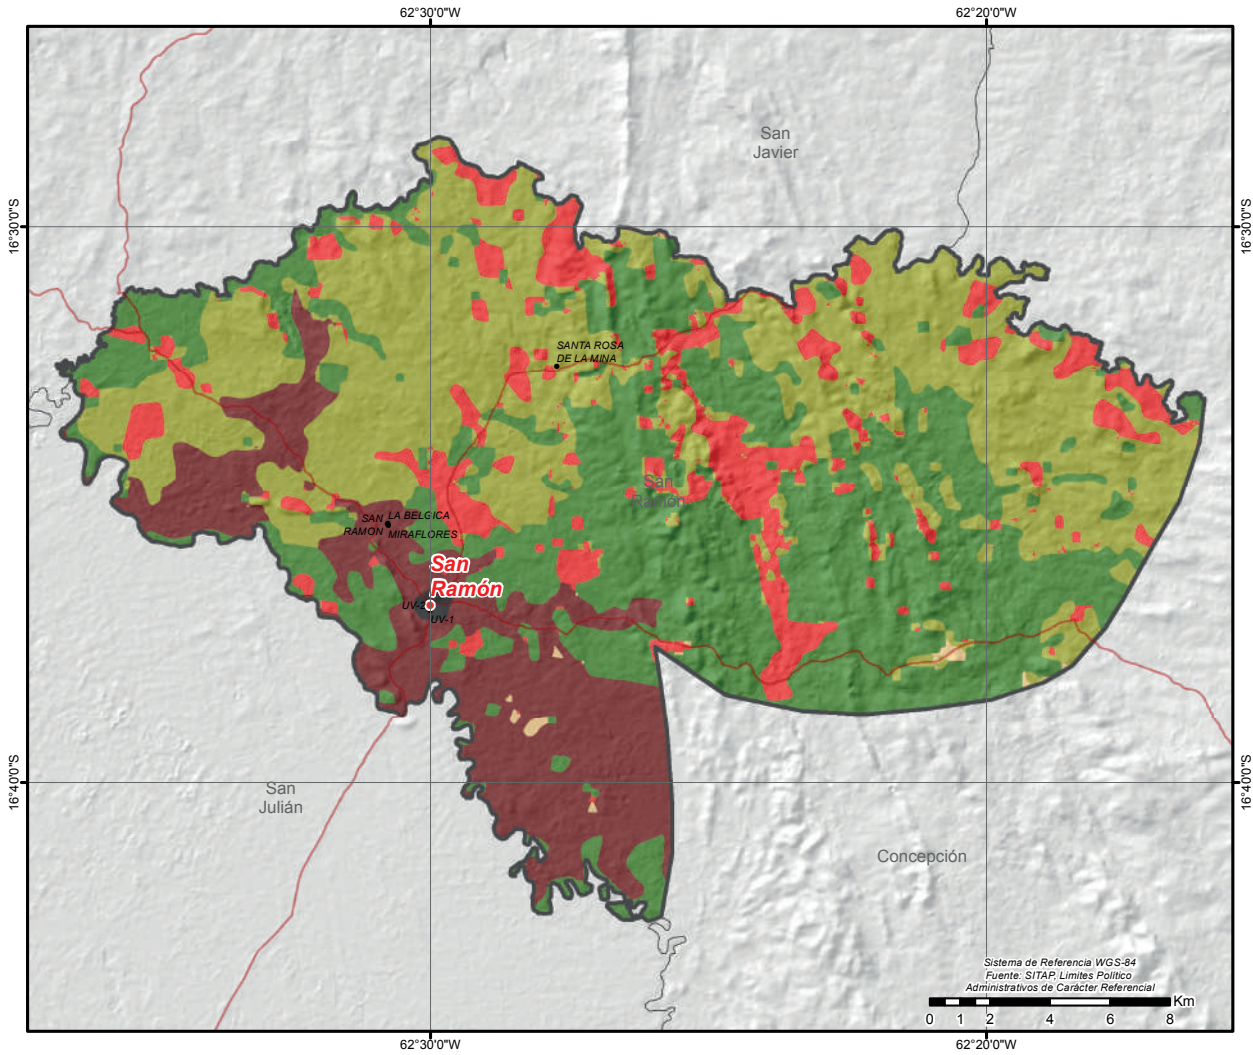 62°30'0"W
62°20'0"W
San
Javier
16°30'0"S
16°30'0"S
SANTA ROSA
DE LA MINA
San
Ramón
SAN
RAMON
LA BELGICA
MIRAFLORES
San
Ramón
UV-2
UV-1
16°40'0"S
16°40'0"S
San
Julián
Concepción
Sistema de Referencia WGS-84
Fuente: SITAP, Limites Político
Administrativos de Carácter Referencial
Km
0 1 2 4 6 8
62°30'0"W
62°20'0"W